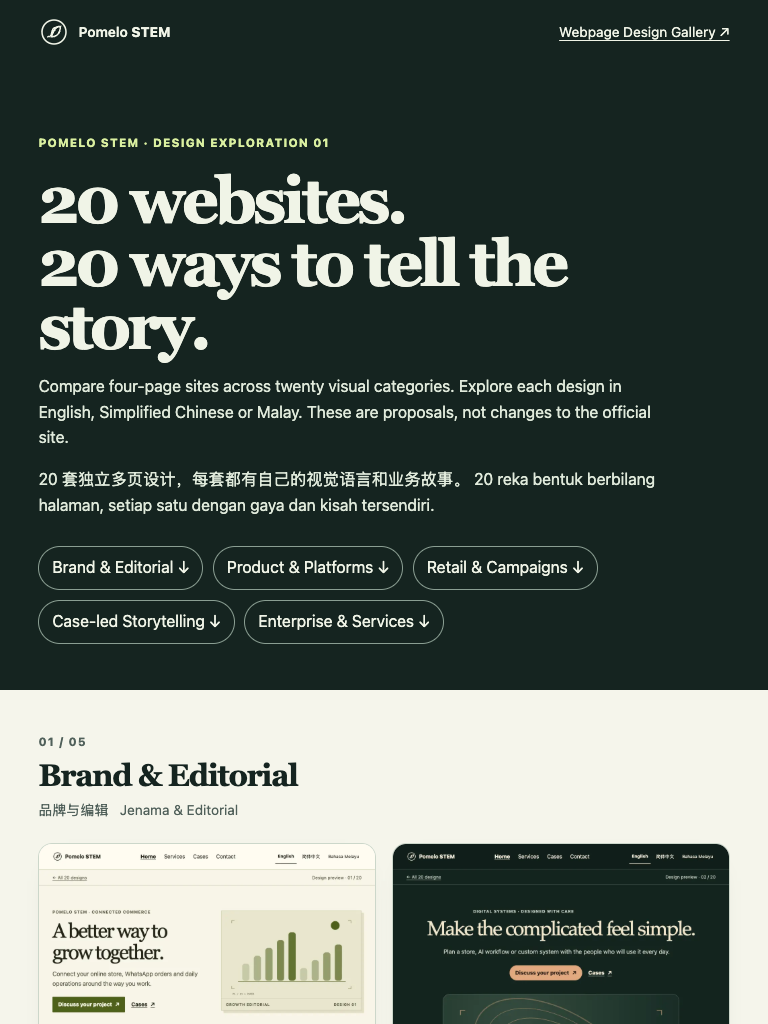 Pomelo STEM
Webpage Design Gallery ↗
POMELO STEM · DESIGN EXPLORATION 01
20 websites.
20 ways to tell the
story.
Compare four-page sites across twenty visual categories. Explore each design in
English, Simplified Chinese or Malay. These are proposals, not changes to the official
site.
20 套独立多页设计，每套都有自己的视觉语言和业务故事。 20 reka bentuk berbilang
halaman, setiap satu dengan gaya dan kisah tersendiri.
Brand & Editorial ↓
Product & Platforms ↓
Retail & Campaigns ↓
Case-led Storytelling ↓
Enterprise & Services ↓
01 / 05
Brand & Editorial
品牌与编辑 Jenama & Editorial
Pomelo STEM
Home Services Cases Contact
English 简体中文 Bahasa Melayu
← All 20 designs
Design preview · 01 / 20
POMELO STEM · CONNECTED COMMERCE
A better way to
grow together.
Connect your online store, WhatsApp orders and daily
operations around the way you work.
Discuss your project ↗
Cases ↗
GROWTH EDITORIAL
DESIGN 01
Pomelo STEM
Home Services Cases Contact
English 简体中文 Bahasa Melayu
← All 20 designs
Design preview · 02 / 20
DIGITAL SYSTEMS · DESIGNED WITH CARE
Make the complicated feel simple.
Plan a store, AI workflow or custom system with the people who will use it every day.
Discuss your project ↗
Cases ↗